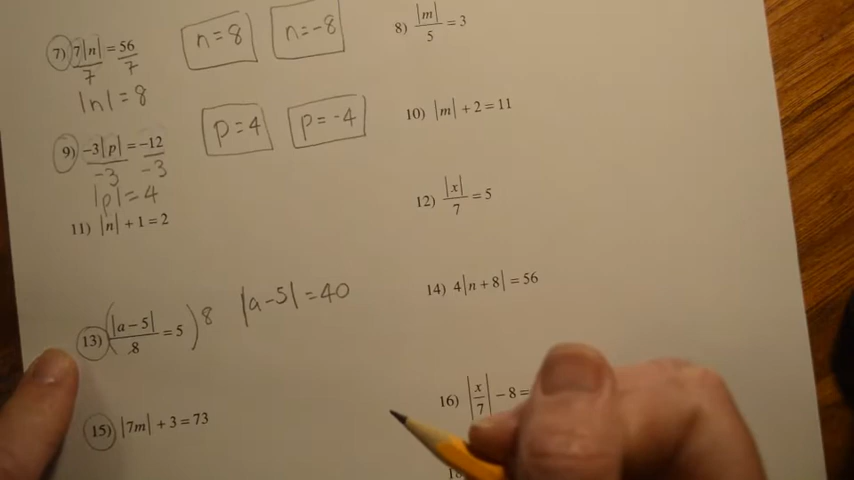 7) 7|n| = 56
7 7
|n| = 8
n = 8
n = -8
8) |m|/5 = 3
9) -3|p| = -12
-3 -3
|p| = 4
p = 4
p = -4
10) |m| + 2 = 11
11) |n| + 1 = 2
12) |x|/7 = 5
13) (|a - 5|/8 = 5) 8
|a - 5| = 40
14) 4|n + 8| = 56
15) |7m| + 3 = 73
16) |x/7| - 8 =